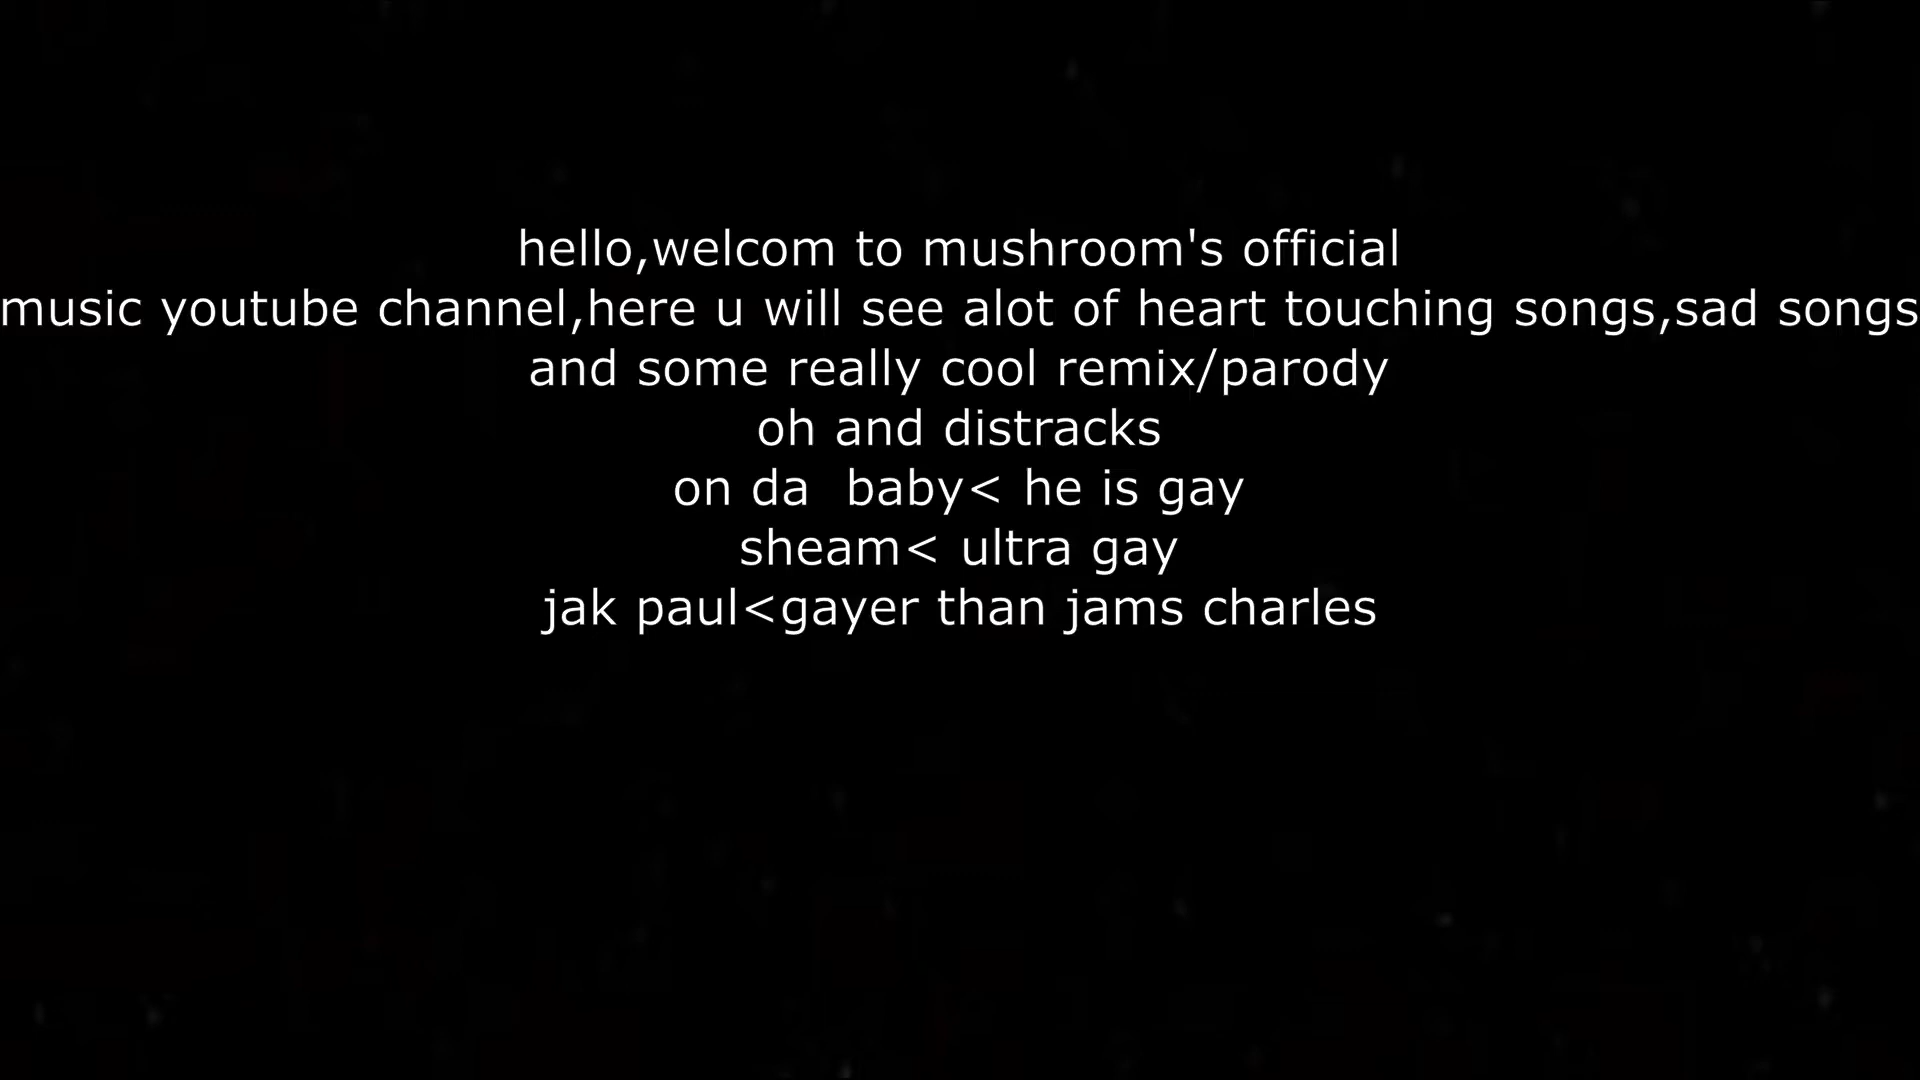 hello,welcom to mushroom's official
music youtube channel,here u will see alot of heart touching songs,sad songs
and some really cool remix/parody
oh and distracks
on da  baby< he is gay
sheam< ultra gay
jak paul<gayer than jams charles